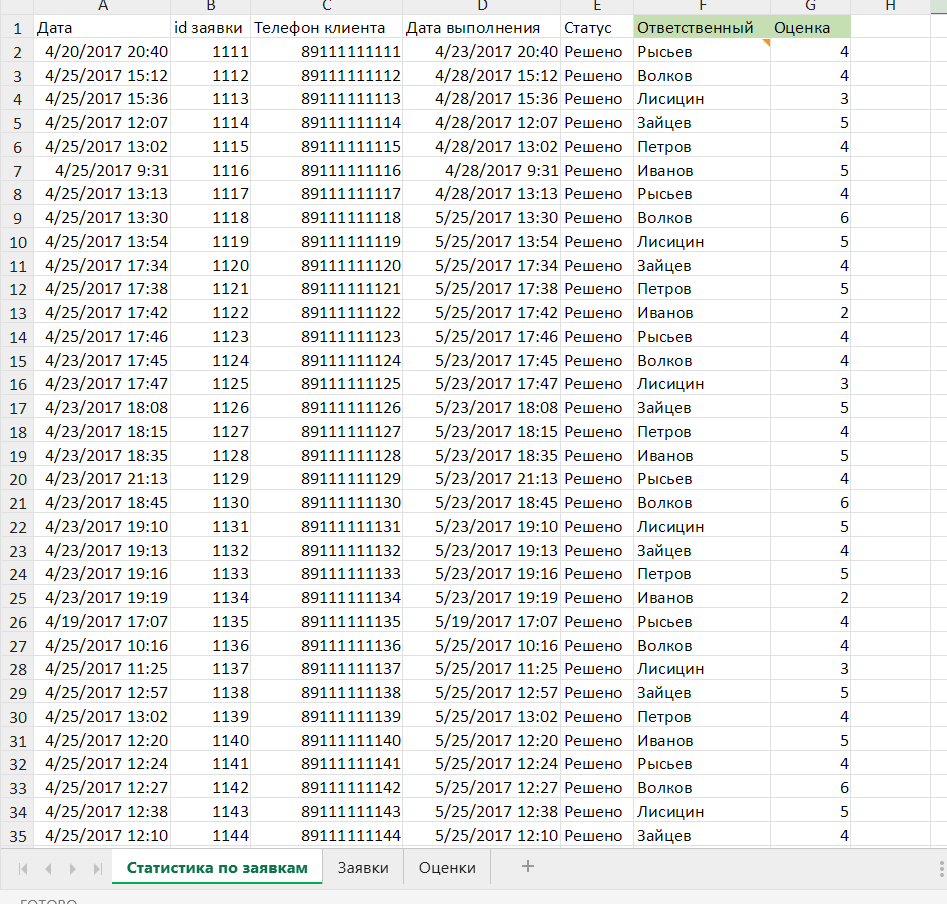 A B C D E F G H
1 Дата id заявки Телефон клиента Дата выполнения Статус Ответственный Оценка
2 4/20/2017 20:40 1111 89111111111 4/23/2017 20:40 Решено Рысьев 4
3 4/25/2017 15:12 1112 89111111112 4/28/2017 15:12 Решено Волков 4
4 4/25/2017 15:36 1113 89111111113 4/28/2017 15:36 Решено Лисицин 3
5 4/25/2017 12:07 1114 89111111114 4/28/2017 12:07 Решено Зайцев 5
6 4/25/2017 13:02 1115 89111111115 4/28/2017 13:02 Решено Петров 4
7 4/25/2017 9:31 1116 89111111116 4/28/2017 9:31 Решено Иванов 5
8 4/25/2017 13:13 1117 89111111117 4/28/2017 13:13 Решено Рысьев 4
9 4/25/2017 13:30 1118 89111111118 5/25/2017 13:30 Решено Волков 6
10 4/25/2017 13:54 1119 89111111119 5/25/2017 13:54 Решено Лисицин 5
11 4/25/2017 17:34 1120 89111111120 5/25/2017 17:34 Решено Зайцев 4
12 4/25/2017 17:38 1121 89111111121 5/25/2017 17:38 Решено Петров 5
13 4/25/2017 17:42 1122 89111111122 5/25/2017 17:42 Решено Иванов 2
14 4/25/2017 17:46 1123 89111111123 5/25/2017 17:46 Решено Рысьев 4
15 4/23/2017 17:45 1124 89111111124 5/23/2017 17:45 Решено Волков 4
16 4/23/2017 17:47 1125 89111111125 5/23/2017 17:47 Решено Лисицин 3
17 4/23/2017 18:08 1126 89111111126 5/23/2017 18:08 Решено Зайцев 5
18 4/23/2017 18:15 1127 89111111127 5/23/2017 18:15 Решено Петров 4
19 4/23/2017 18:35 1128 89111111128 5/23/2017 18:35 Решено Иванов 5
20 4/23/2017 21:13 1129 89111111129 5/23/2017 21:13 Решено Рысьев 4
21 4/23/2017 18:45 1130 89111111130 5/23/2017 18:45 Решено Волков 6
22 4/23/2017 19:10 1131 89111111131 5/23/2017 19:10 Решено Лисицин 5
23 4/23/2017 19:13 1132 89111111132 5/23/2017 19:13 Решено Зайцев 4
24 4/23/2017 19:16 1133 89111111133 5/23/2017 19:16 Решено Петров 5
25 4/23/2017 19:19 1134 89111111134 5/23/2017 19:19 Решено Иванов 2
26 4/19/2017 17:07 1135 89111111135 5/19/2017 17:07 Решено Рысьев 4
27 4/25/2017 10:16 1136 89111111136 5/25/2017 10:16 Решено Волков 4
28 4/25/2017 11:25 1137 89111111137 5/25/2017 11:25 Решено Лисицин 3
29 4/25/2017 12:57 1138 89111111138 5/25/2017 12:57 Решено Зайцев 5
30 4/25/2017 13:02 1139 89111111139 5/25/2017 13:02 Решено Петров 4
31 4/25/2017 12:20 1140 89111111140 5/25/2017 12:20 Решено Иванов 5
32 4/25/2017 12:24 1141 89111111141 5/25/2017 12:24 Решено Рысьев 4
33 4/25/2017 12:27 1142 89111111142 5/25/2017 12:27 Решено Волков 6
34 4/25/2017 12:38 1143 89111111143 5/25/2017 12:38 Решено Лисицин 5
35 4/25/2017 12:10 1144 89111111144 5/25/2017 12:10 Решено Зайцев 4
Статистика по заявкам Заявки Оценки +
ГОТОВО